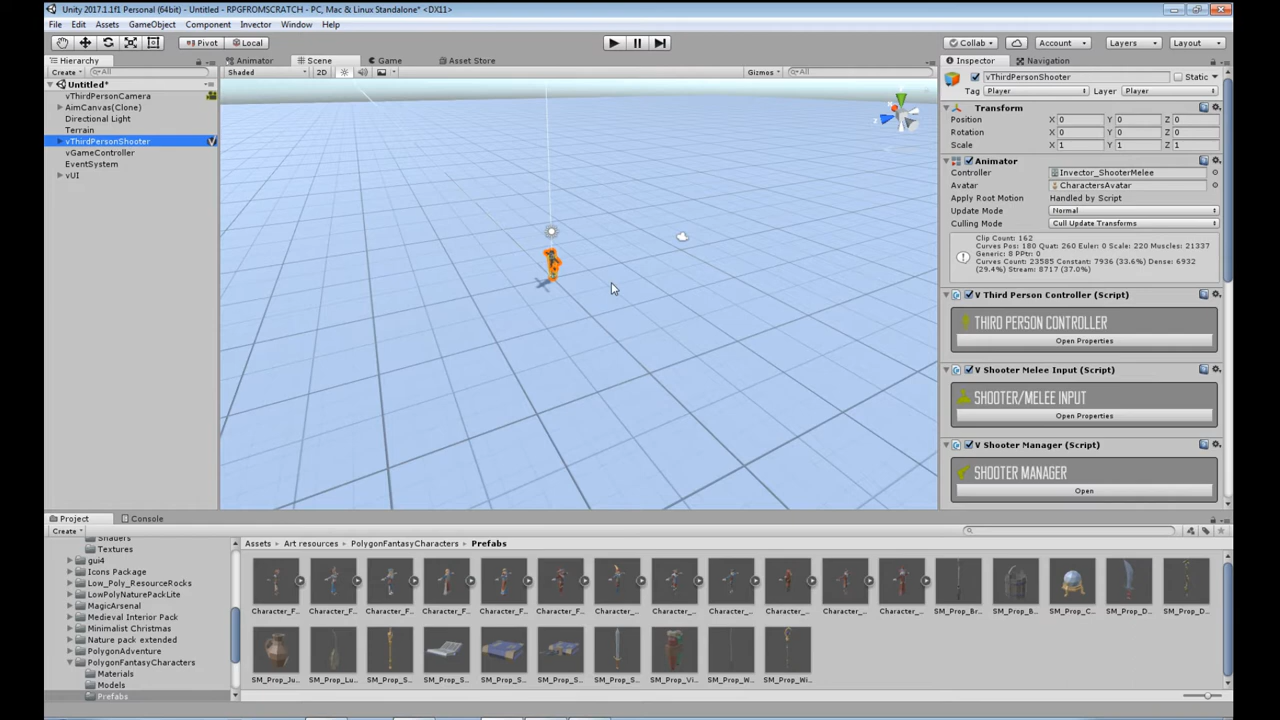 Unity 2017.1.1f1 Personal (64bit) - Untitled - RPGFROMSCRATCH - PC, Mac & Linux Standalone* <DX11>
File Edit Assets GameObject Component Invector Window Help
Pivot Local Collab Account Layers Layout
Hierarchy Animator Scene Game Asset Store Inspector Navigation
Create All Shaded 2D Gizmos All
Untitled*
vThirdPersonCamera
AimCanvas(Clone)
Directional Light
Terrain
vThirdPersonShooter
vGameController
EventSystem
vUI
vThirdPersonShooter Static
Tag Player Layer Player
Transform
Position X 0 Y 0 Z 0
Rotation X 0 Y 0 Z 0
Scale X 1 Y 1 Z 1
Animator
Controller Invector_ShooterMelee
Avatar CharactersAvatar
Apply Root Motion Handled by Script
Update Mode Normal
Culling Mode Cull Update Transforms
Clip Count: 162
Curves Pos: 180 Quat: 260 Euler: 0 Scale: 220 Muscles: 21337
Generic: 8 PPtr: 0
Curves Count: 23585 Constant: 7936 (33.6%) Dense: 6932
(29.4%) Stream: 8717 (37.0%)
V Third Person Controller (Script)
THIRD PERSON CONTROLLER
Open Properties
V Shooter Melee Input (Script)
SHOOTER/MELEE INPUT
Open Properties
V Shooter Manager (Script)
SHOOTER MANAGER
Open
Project Console
Create
Shaders
Textures
gui4
Icons Package
Low_Poly_ResourceRocks
LowPolyNaturePackLite
MagicArsenal
Medieval Interior Pack
Minimalist Christmas
Nature pack extended
PolygonAdventure
PolygonFantasyCharacters
Materials
Models
Prefabs
Assets Art resources PolygonFantasyCharacters Prefabs
Character_F... Character_F... Character_F... Character_F... Character_F... Character_F... Character_... Character_... Character_... Character_... Character_... Character_... SM_Prop_Br... SM_Prop_B... SM_Prop_C... SM_Prop_D... SM_Prop_D...
SM_Prop_Ju... SM_Prop_Lu... SM_Prop_S... SM_Prop_S... SM_Prop_S... SM_Prop_S... SM_Prop_S... SM_Prop_Vi... SM_Prop_W... SM_Prop_Wi...